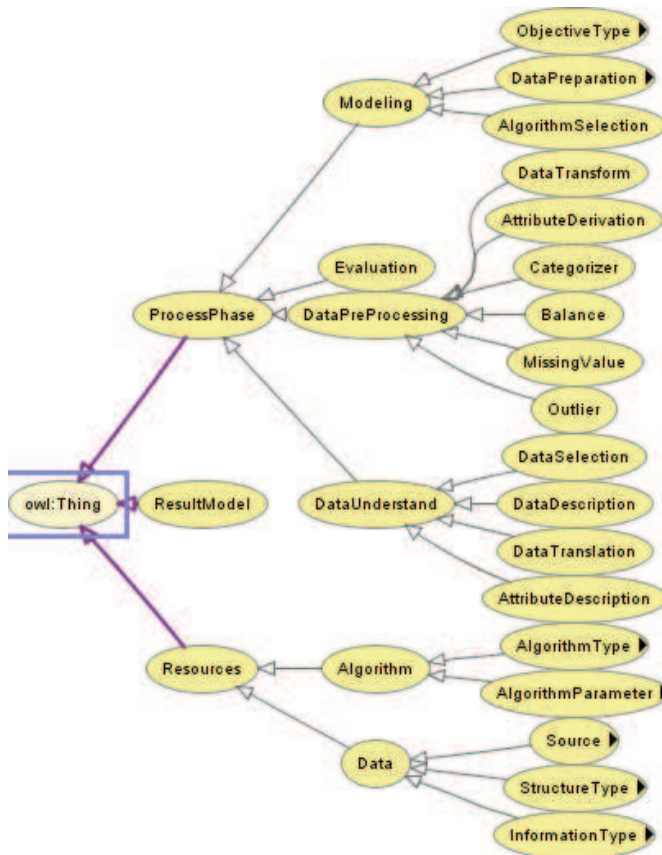 ObjectiveType
DataPreparation
Modeling
AlgorithmSelection
DataTransform
AttributeDerivation
Evaluation
Categorizer
ProcessPhase
DataPreProcessing
Balance
MissingValue
Outlier
DataSelection
owl:Thing
ResultModel
DataUnderstand
DataDescription
DataTranslation
AttributeDescription
AlgorithmType
Resources
Algorithm
AlgorithmParameter
Source
Data
StructureType
InformationType